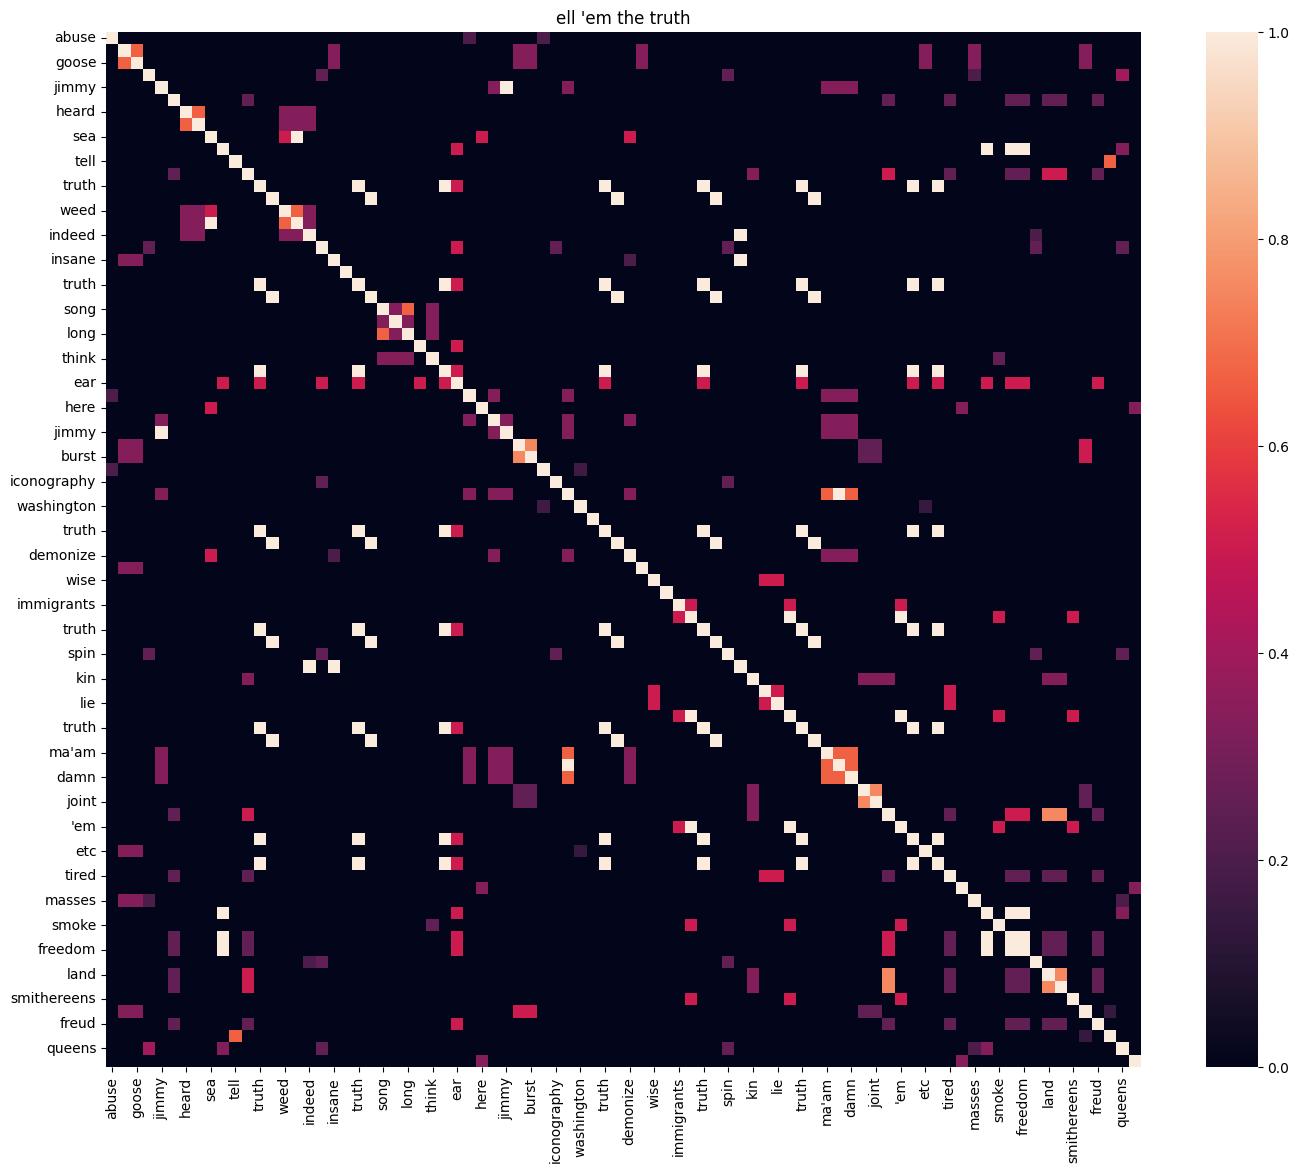 ell 'em the truth
abuse
goose
jimmy
heard
sea
tell
truth
weed
indeed
insane
truth
song
long
think
ear
here
jimmy
burst
iconography
washington
truth
demonize
wise
immigrants
truth
spin
kin
lie
truth
ma'am
damn
joint
'em
etc
tired
masses
smoke
freedom
land
smithereens
freud
queens
abuse
goose
jimmy
heard
sea
tell
truth
weed
indeed
insane
truth
song
long
think
ear
here
jimmy
burst
iconography
washington
truth
demonize
wise
immigrants
truth
spin
kin
lie
truth
ma'am
damn
joint
'em
etc
tired
masses
smoke
freedom
land
smithereens
freud
queens
1.0
0.8
0.6
0.4
0.2
0.0